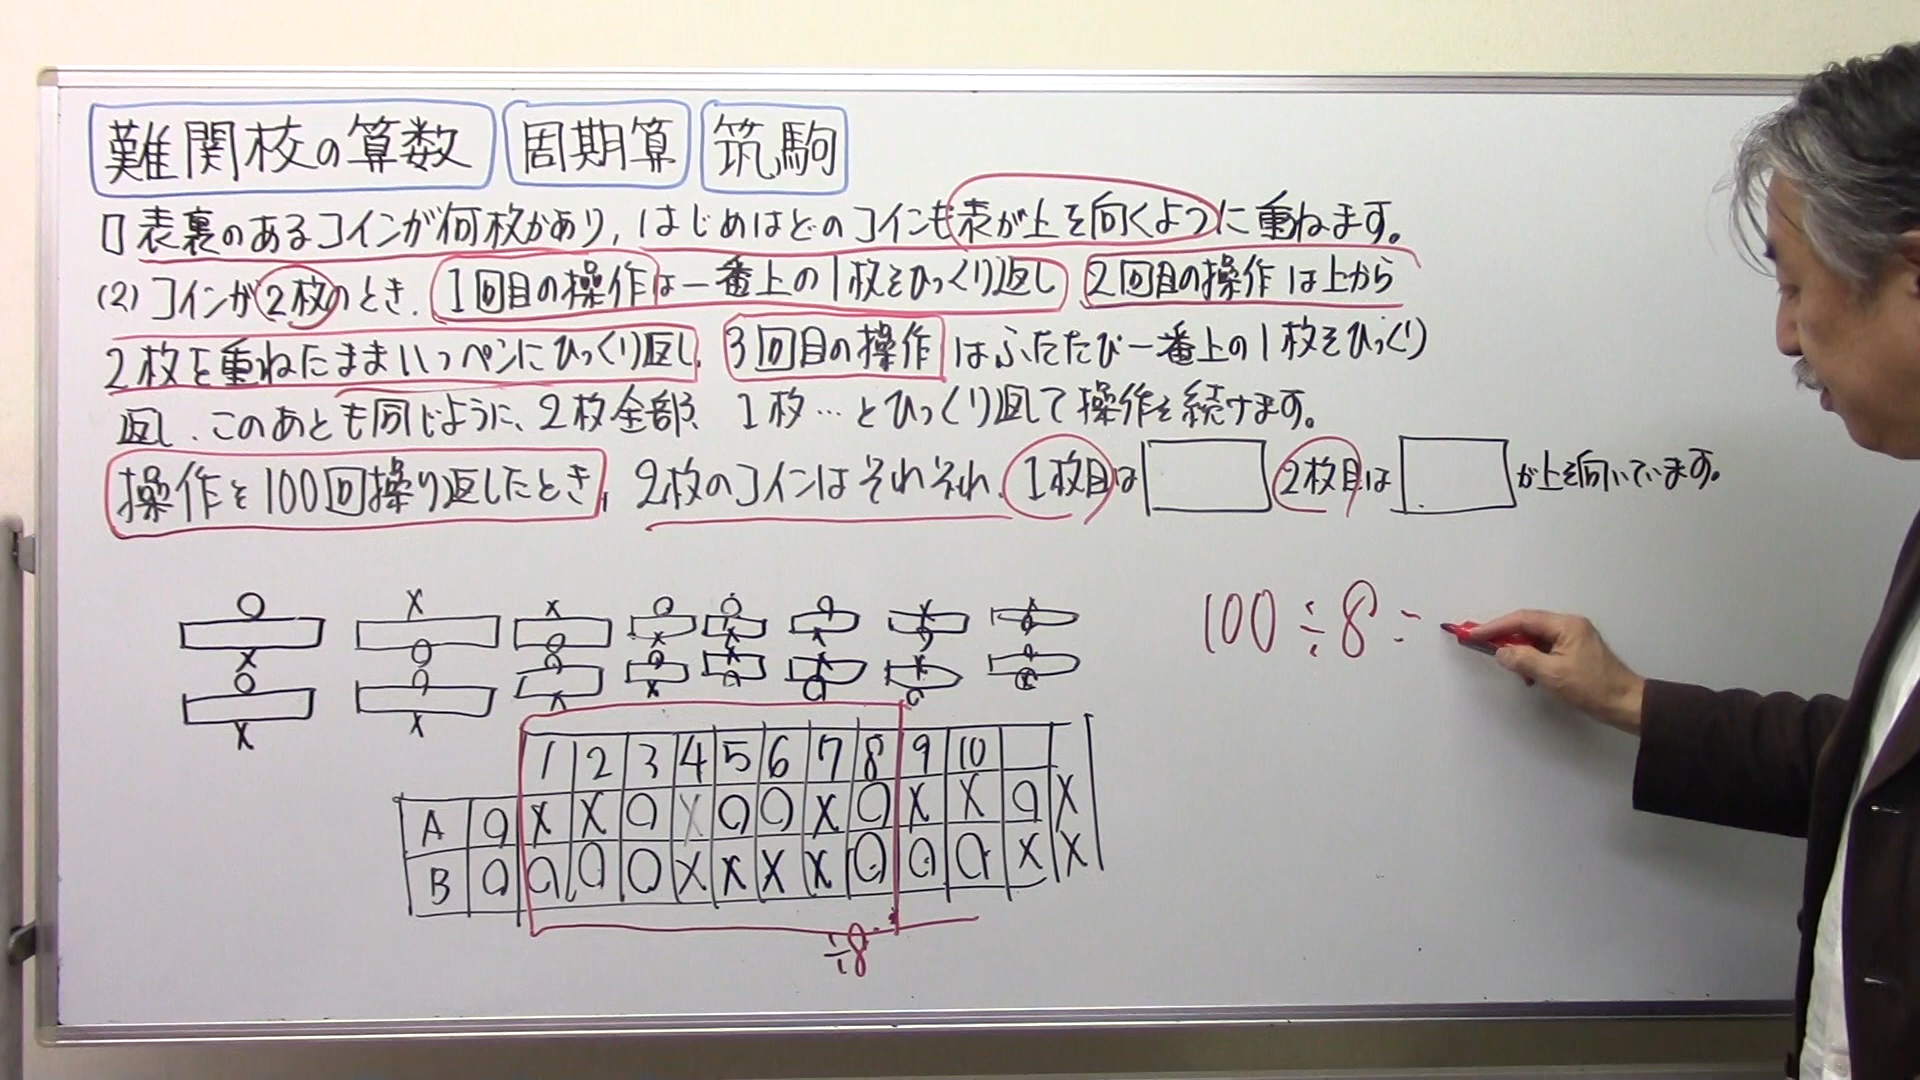 難関校の算数 周期算 筑駒
表裏のあるコインが何枚かあり,はじめはどのコインも表が上を向くように重ねます。
(2) コインが2枚のとき、1回目の操作は一番上の1枚をひっくり返し 2回目の操作は上から
2枚を重ねたままいっぺんにひっくり返し、3回目の操作はふたたび一番上の1枚をひっくり
返し、このあとも同じように、2枚全部、1枚…とひっくり返して操作を続けます。
操作を100回操り返したとき、2枚のコインはそれぞれ、1枚目は 2枚目は が上を向いています。
○ × × ○ ○ ○ ×
× ○ ○ × × × ○
○ ○ ○ ○ × × ×
× × × × ○ ○ ○
100÷8=
1 2 3 4 5 6 7 8 9 10
A ○ × × ○ × ○ ○ × ○ × × ○ ×
B ○ ○ ○ ○ × × × × ○ ○ ○ × ×
÷8